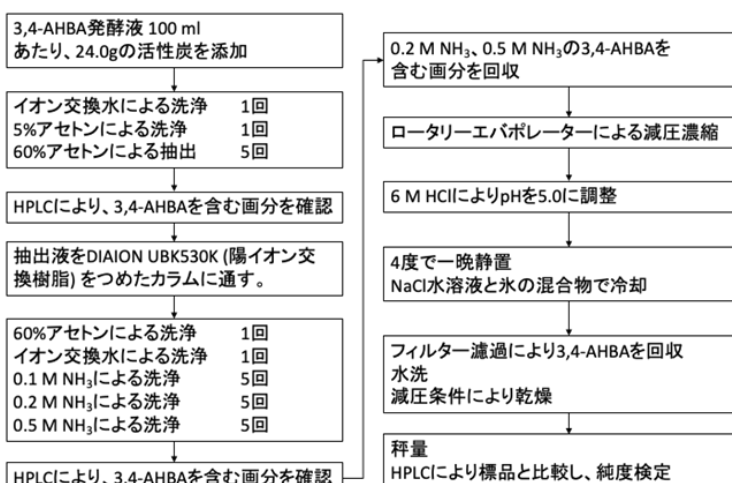 3,4-AHBA発酵液 100 ml
あたり、24.0gの活性炭を添加
イオン交換水による洗浄 1回
5%アセトンによる洗浄 1回
60%アセトンによる抽出 5回
HPLCにより、3,4-AHBAを含む画分を確認
抽出液をDIAION UBK530K (陽イオン交
換樹脂) をつめたカラムに通す。
60%アセトンによる洗浄 1回
イオン交換水による洗浄 1回
0.1 M NH₃による洗浄 5回
0.2 M NH₃による洗浄 5回
0.5 M NH₃による洗浄 5回
HPLCにより、3,4-AHBAを含む画分を確認
0.2 M NH₃、0.5 M NH₃の3,4-AHBAを
含む画分を回収
ロータリーエバポレーターによる減圧濃縮
6 M HClによりpHを5.0に調整
4度で一晩静置
NaCl水溶液と氷の混合物で冷却
フィルター濾過により3,4-AHBAを回収
水洗
減圧条件により乾燥
秤量
HPLCにより標品と比較し、純度検定